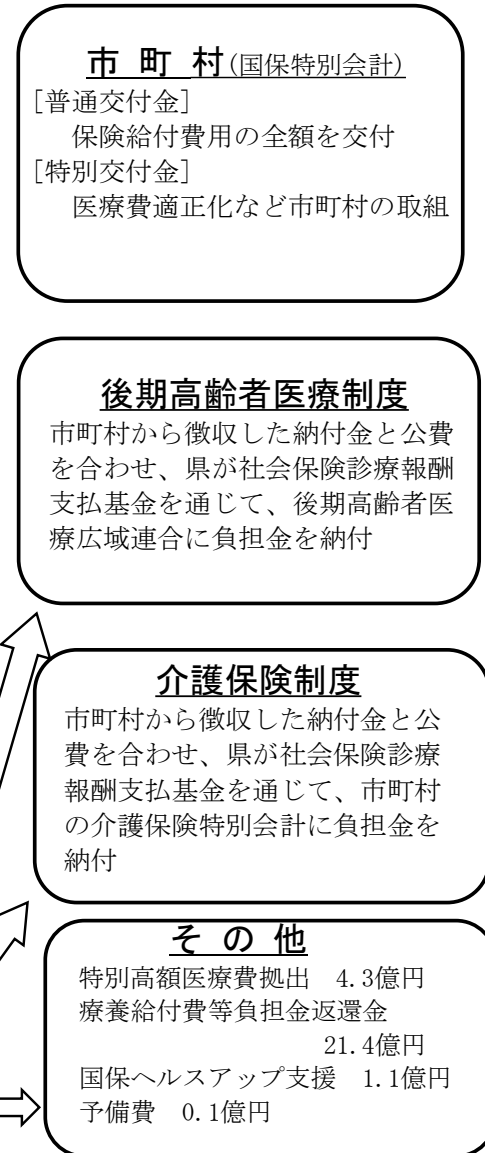 市 町 村(国保特別会計)
[普通交付金]
保険給付費用の全額を交付
[特別交付金]
医療費適正化など市町村の取組
後期高齢者医療制度
市町村から徴収した納付金と公費
を合わせ、県が社会保険診療報酬
支払基金を通じて、後期高齢者医
療広域連合に負担金を納付
介護保険制度
市町村から徴収した納付金と公
費を合わせ、県が社会保険診療
報酬支払基金を通じて、市町村
の介護保険特別会計に負担金を
納付
そ の 他
特別高額医療費拠出 4.3億円
療養給付費等負担金返還金
21.4億円
国保ヘルスアップ支援 1.1億円
予備費 0.1億円